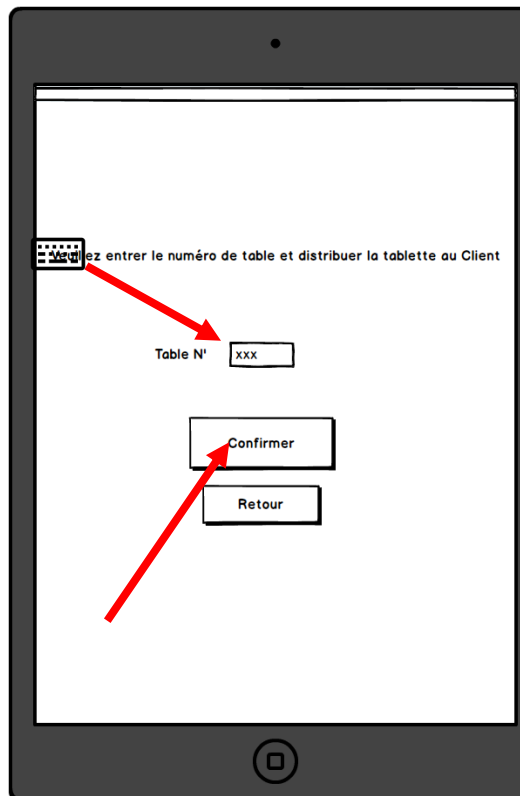 Veuillez entrer le numéro de table et distribuer la tablette au Client
Table N' xxx
Confirmer
Retour